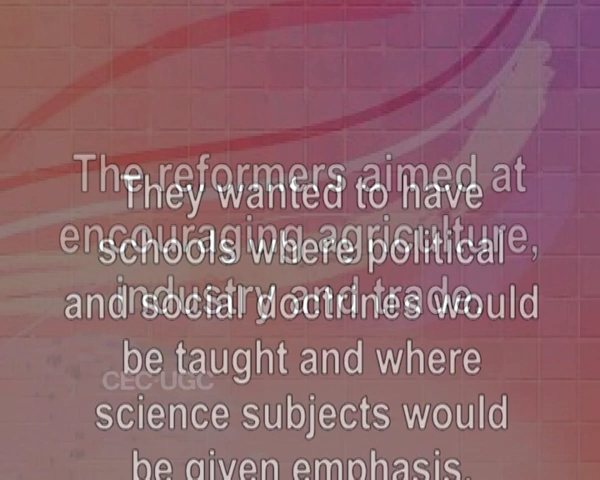 The reformers aimed at
encouraging agriculture,
industry and trade.
They wanted to have
schools where political
and social doctrines would
be taught and where
science subjects would
be given emphasis.
CEC-UGC